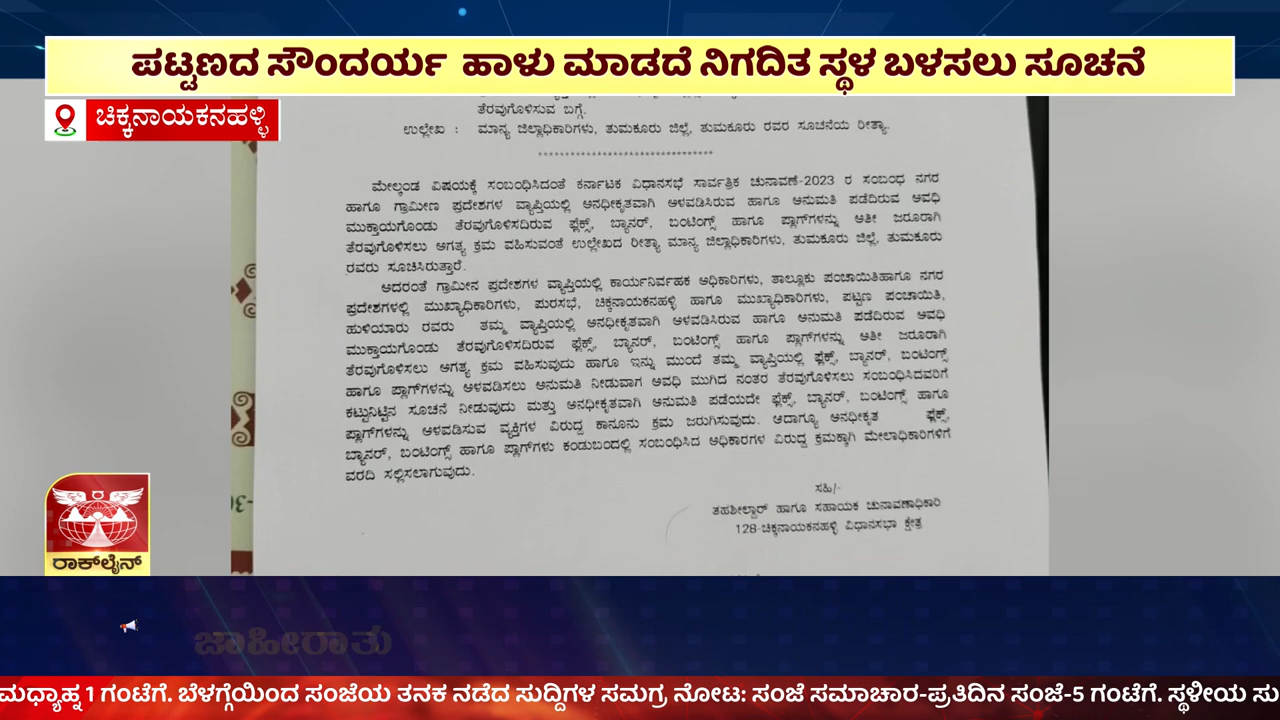 ಪಟ್ಟಣದ ಸೌಂದರ್ಯ ಹಾಳು ಮಾಡದೆ ನಿಗದಿತ ಸ್ಥಳ ಬಳಸಲು ಸೂಚನೆ
ಚಿಕ್ಕನಾಯಕನಹಳ್ಳಿ
ತೆರವುಗೊಳಿಸುವ ಬಗ್ಗೆ.
ಉಲ್ಲೇಖ : ಮಾನ್ಯ ಜಿಲ್ಲಾಧಿಕಾರಿಗಳು, ತುಮಕೂರು ಜಿಲ್ಲೆ, ತುಮಕೂರು ರವರ ಸೂಚನೆಯ ರೀತ್ಯಾ.
*********************************
ಮೇಲ್ಕಂಡ ವಿಷಯಕ್ಕೆ ಸಂಬಂಧಿಸಿದಂತೆ ಕರ್ನಾಟಕ ವಿಧಾನಸಭೆ ಸಾರ್ವತ್ರಿಕ ಚುನಾವಣೆ-2023 ರ ಸಂಬಂಧ ನಗರ
ಹಾಗೂ ಗ್ರಾಮೀಣ ಪ್ರದೇಶಗಳ ವ್ಯಾಪ್ತಿಯಲ್ಲಿ ಅನಧೀಕೃತವಾಗಿ ಅಳವಡಿಸಿರುವ ಹಾಗೂ ಅನುಮತಿ ಪಡೆದಿರುವ ಅವಧಿ
ಮುಕ್ತಾಯಗೊಂಡು ತೆರವುಗೊಳಿಸದಿರುವ ಫ್ಲೆಕ್ಸ್, ಬ್ಯಾನರ್, ಬಂಟಿಂಗ್ಸ್ ಹಾಗೂ ಪ್ಲಾಗ್‌ಗಳನ್ನು ಅತೀ ಜರೂರಾಗಿ
ತೆರವುಗೊಳಿಸಲು ಅಗತ್ಯ ಕ್ರಮ ವಹಿಸುವಂತೆ ಉಲ್ಲೇಖದ ರೀತ್ಯಾ ಮಾನ್ಯ ಜಿಲ್ಲಾಧಿಕಾರಿಗಳು, ತುಮಕೂರು ಜಿಲ್ಲೆ, ತುಮಕೂರು
ರವರು ಸೂಚಿಸಿರುತ್ತಾರೆ.
ಅದರಂತೆ ಗ್ರಾಮೀನ ಪ್ರದೇಶಗಳ ವ್ಯಾಪ್ತಿಯಲ್ಲಿ ಕಾರ್ಯನಿರ್ವಹಕ ಅಧಿಕಾರಿಗಳು, ತಾಲ್ಲೂಕು ಪಂಚಾಯಿತಿಹಾಗೂ ನಗರ
ಪ್ರದೇಶಗಳಲ್ಲಿ ಮುಖ್ಯಾಧಿಕಾರಿಗಳು, ಪುರಸಭೆ, ಚಿಕ್ಕನಾಯಕನಹಳ್ಳಿ ಹಾಗೂ ಮುಖ್ಯಾಧಿಕಾರಿಗಳು, ಪಟ್ಟಣ ಪಂಚಾಯಿತಿ,
ಹುಳಿಯಾರು ರವರು ತಮ್ಮ ವ್ಯಾಪ್ತಿಯಲ್ಲಿ ಅನಧೀಕೃತವಾಗಿ ಅಳವಡಿಸಿರುವ ಹಾಗೂ ಅನುಮತಿ ಪಡೆದಿರುವ ಅವಧಿ
ಮುಕ್ತಾಯಗೊಂಡು ತೆರವುಗೊಳಿಸದಿರುವ ಫ್ಲೆಕ್ಸ್, ಬ್ಯಾನರ್, ಬಂಟಿಂಗ್ಸ್ ಹಾಗೂ ಪ್ಲಾಗ್‌ಗಳನ್ನು ಅತೀ ಜರೂರಾಗಿ
ತೆರವುಗೊಳಿಸಲು ಅಗತ್ಯ ಕ್ರಮ ವಹಿಸುವುದು ಹಾಗೂ ಇನ್ನು ಮುಂದೆ ತಮ್ಮ ವ್ಯಾಪ್ತಿಯಲ್ಲಿ ಫ್ಲೆಕ್ಸ್, ಬ್ಯಾನರ್, ಬಂಟಿಂಗ್ಸ್
ಹಾಗೂ ಪ್ಲಾಗ್‌ಗಳನ್ನು ಅಳವಡಿಸಲು ಅನುಮತಿ ನೀಡುವಾಗ ಅವಧಿ ಮುಗಿದ ನಂತರ ತೆರವುಗೊಳಿಸಲು ಸಂಬಂಧಿಸಿದವರಿಗೆ
ಕಟ್ಟುನಿಟ್ಟಿನ ಸೂಚನೆ ನೀಡುವುದು ಮತ್ತು ಅನಧೀಕೃತವಾಗಿ ಅನುಮತಿ ಪಡೆಯದೇ ಫ್ಲೆಕ್ಸ್, ಬ್ಯಾನರ್, ಬಂಟಿಂಗ್ಸ್ ಹಾಗೂ
ಪ್ಲಾಗ್‌ಗಳನ್ನು ಅಳವಡಿಸುವ ವ್ಯಕ್ತಿಗಳ ವಿರುದ್ದ ಕಾನೂನು ಕ್ರಮ ಜರುಗಿಸುವುದು. ಆದಾಗ್ಯೂ ಅನಧೀಕೃತ ಫ್ಲೆಕ್ಸ್,
ಬ್ಯಾನರ್, ಬಂಟಿಂಗ್ಸ್ ಹಾಗೂ ಪ್ಲಾಗ್‌ಗಳು ಕಂಡುಬಂದಲ್ಲಿ ಸಂಬಂಧಿಸಿದ ಅಧಿಕಾರಗಳ ವಿರುದ್ದ ಕ್ರಮಕ್ಕಾಗಿ ಮೇಲಾಧಿಕಾರಿಗಳಿಗೆ
ವರದಿ ಸಲ್ಲಿಸಲಾಗುವುದು.
ಸಹಿ/-
ತಹಶೀಲ್ದಾರ್ ಹಾಗೂ ಸಹಾಯಕ ಚುನಾವಣಾಧಿಕಾರಿ
128-ಚಿಕ್ಕನಾಯಕನಹಳ್ಳಿ ವಿಧಾನಸಭಾ ಕ್ಷೇತ್ರ
ರಾಕ್‌ಲೈನ್
ಜಾಹೀರಾತು
ಮಧ್ಯಾಹ್ನ 1 ಗಂಟೆಗೆ. ಬೆಳಗ್ಗೆಯಿಂದ ಸಂಜೆಯ ತನಕ ನಡೆದ ಸುದ್ದಿಗಳ ಸಮಗ್ರ ನೋಟ: ಸಂಜೆ ಸಮಾಚಾರ-ಪ್ರತಿದಿನ ಸಂಜೆ-5 ಗಂಟೆಗೆ. ಸ್ಥಳೀಯ ಸು